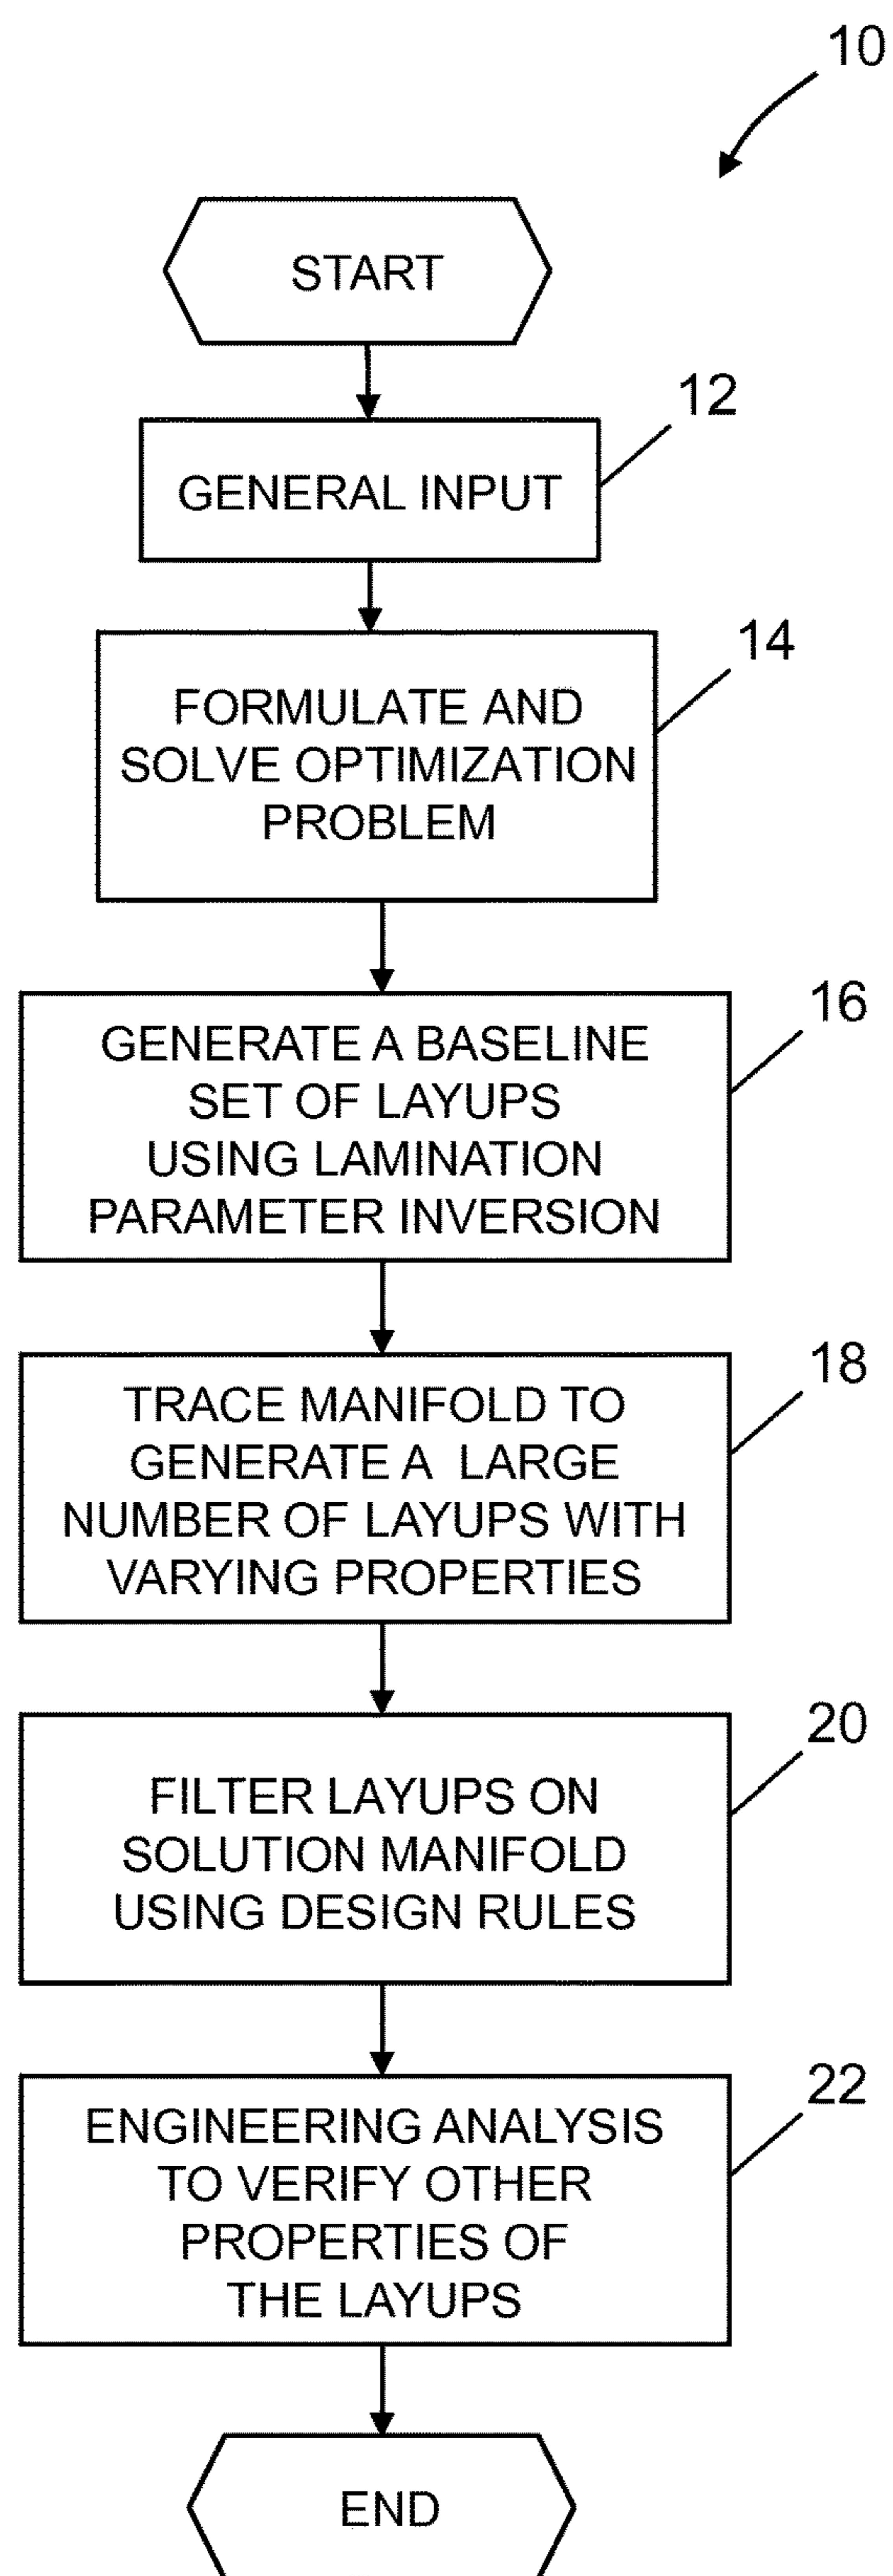 10
START
12
GENERAL INPUT
14
FORMULATE AND
SOLVE OPTIMIZATION
PROBLEM
16
GENERATE A BASELINE
SET OF LAYUPS
USING LAMINATION
PARAMETER INVERSION
18
TRACE MANIFOLD TO
GENERATE A LARGE
NUMBER OF LAYUPS WITH
VARYING PROPERTIES
20
FILTER LAYUPS ON
SOLUTION MANIFOLD
USING DESIGN RULES
22
ENGINEERING ANALYSIS
TO VERIFY OTHER
PROPERTIES OF
THE LAYUPS
END